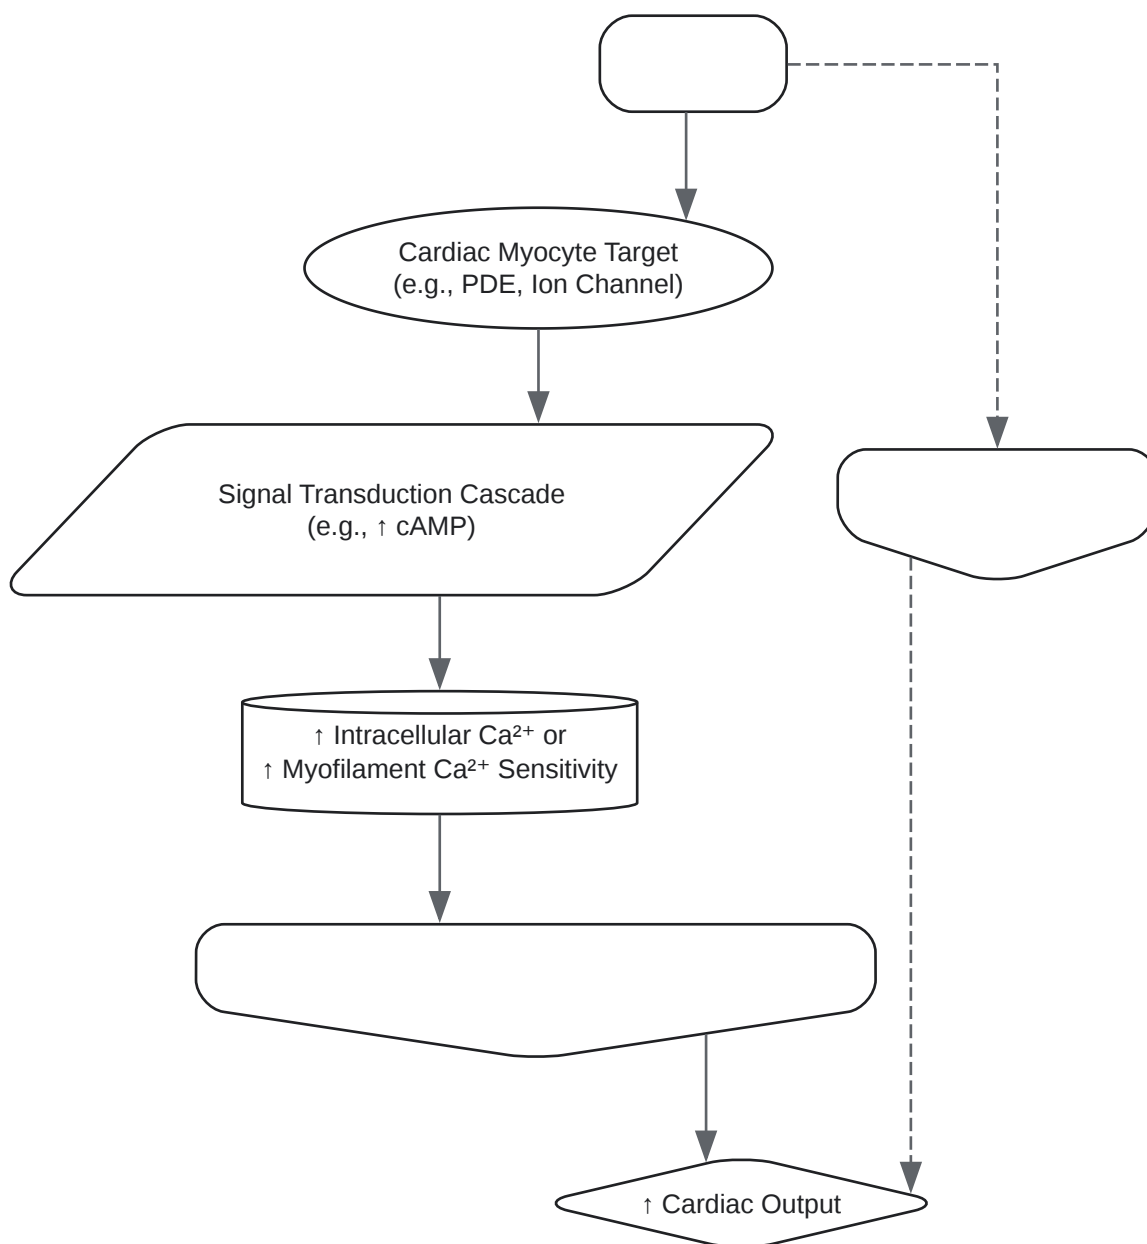 Cardiac Myocyte Target
(e.g., PDE, Ion Channel)
Signal Transduction Cascade
(e.g., ↑ cAMP)
↑ Intracellular Ca²⁺ or
↑ Myofilament Ca²⁺ Sensitivity
↑ Cardiac Output